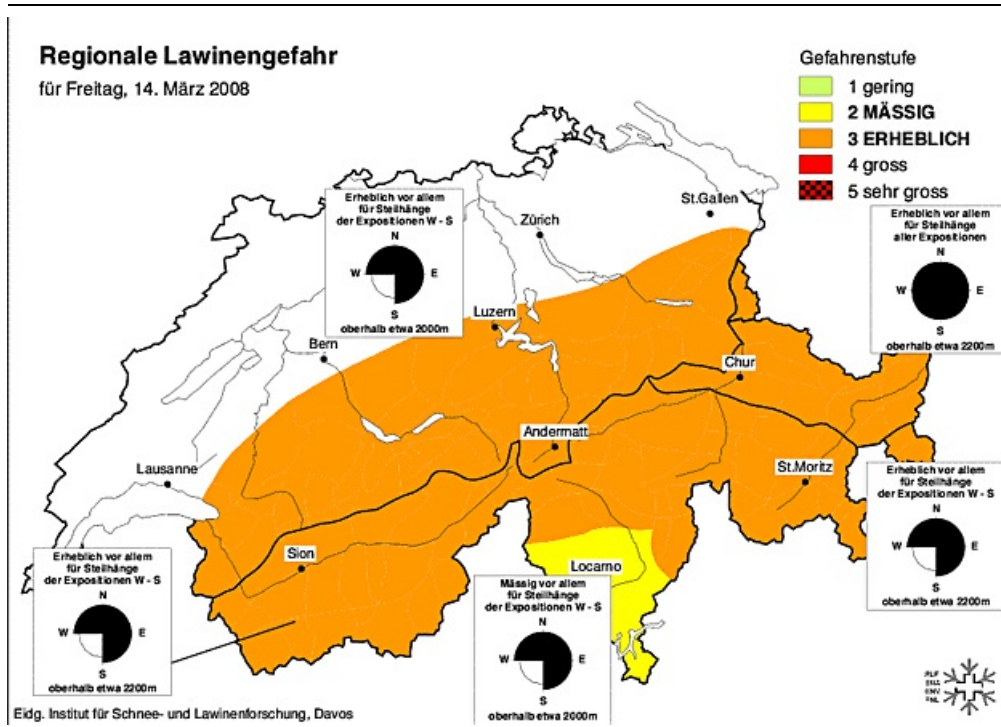 Regionale Lawinengefahr
für Freitag, 14. März 2008
Gefahrenstufe
1 gering
2 MÄSSIG
3 ERHEBLICH
4 gross
5 sehr gross
Erheblich vor allem
für Steilhänge
der Expositionen W - S
N
W E
S
oberhalb etwa 2000m
Zürich
St.Gallen
Erheblich vor allem
für Steilhänge
aller Expositionen
N
W E
S
oberhalb etwa 2200m
Luzern
Bern
Chur
Andermatt
Lausanne
St.Moritz
Erheblich vor allem
für Steilhänge
der Expositionen W - S
N
W E
S
oberhalb etwa 2200m
Sion
Locarno
Erheblich vor allem
für Steilhänge
der Expositionen W - S
N
W E
S
oberhalb etwa 2200m
Mässig vor allem
für Steilhänge
der Expositionen W - S
N
W E
S
oberhalb etwa 2000m
Eidg. Institut für Schnee- und Lawinenforschung, Davos